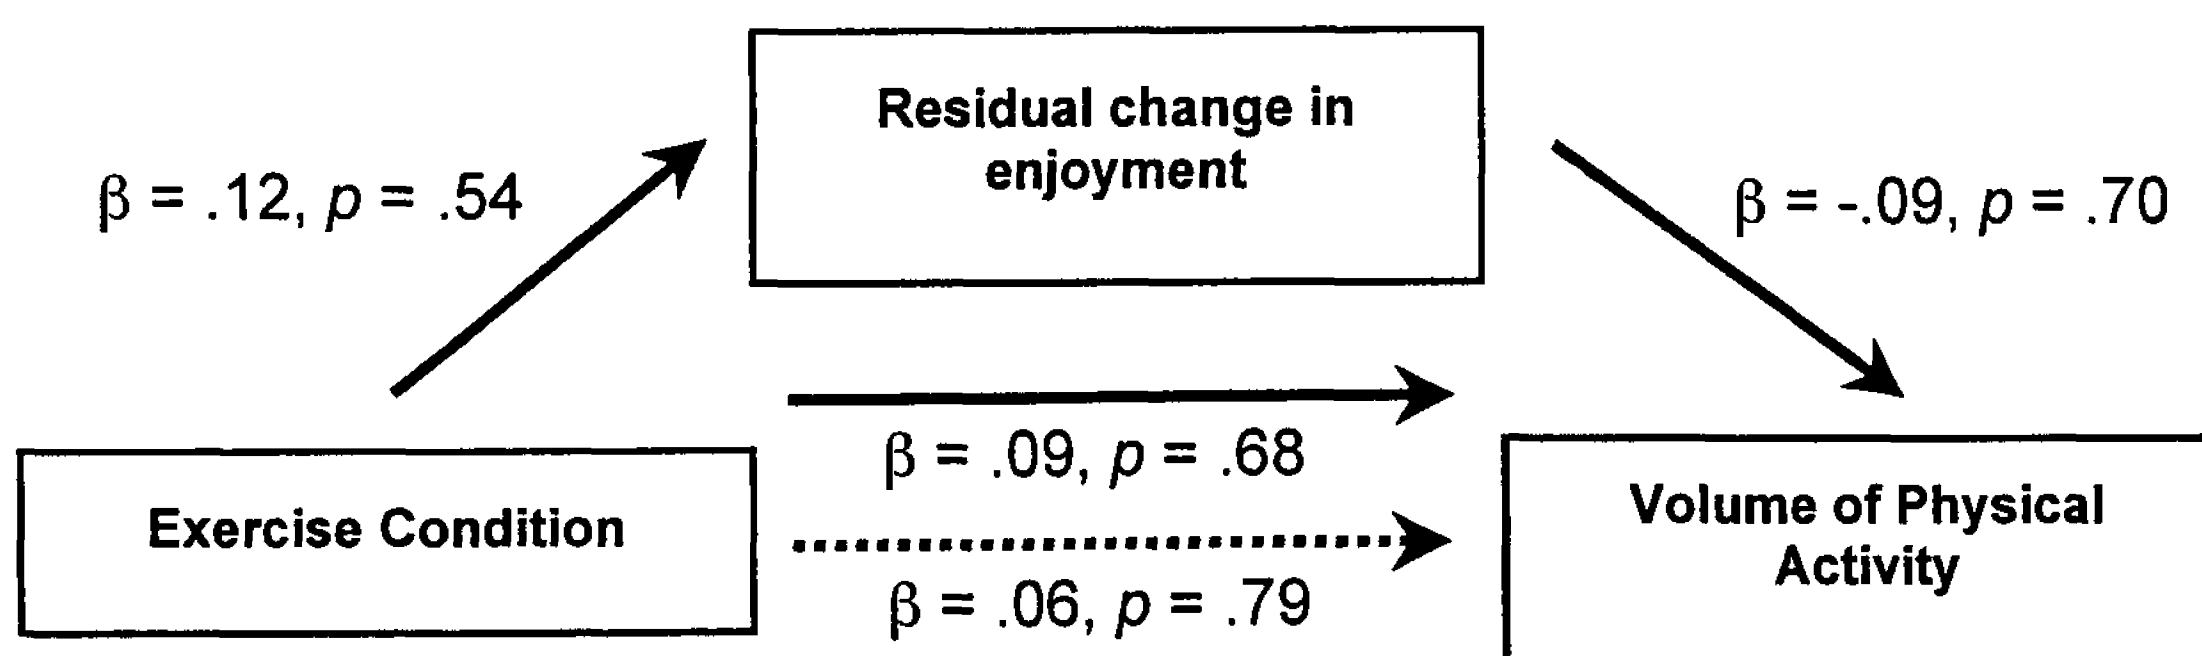 Residual change in
enjoyment
β = .12, p = .54
β = -.09, p = .70
β = .09, p = .68
Exercise Condition
β = .06, p = .79
Volume of Physical
Activity